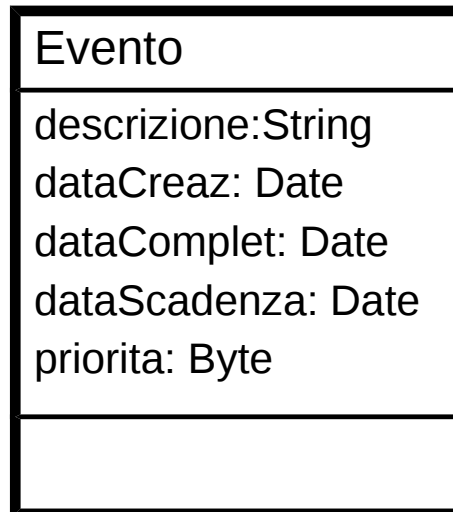 Evento
descrizione:String
dataCreaz: Date
dataComplet: Date
dataScadenza: Date
priorita: Byte